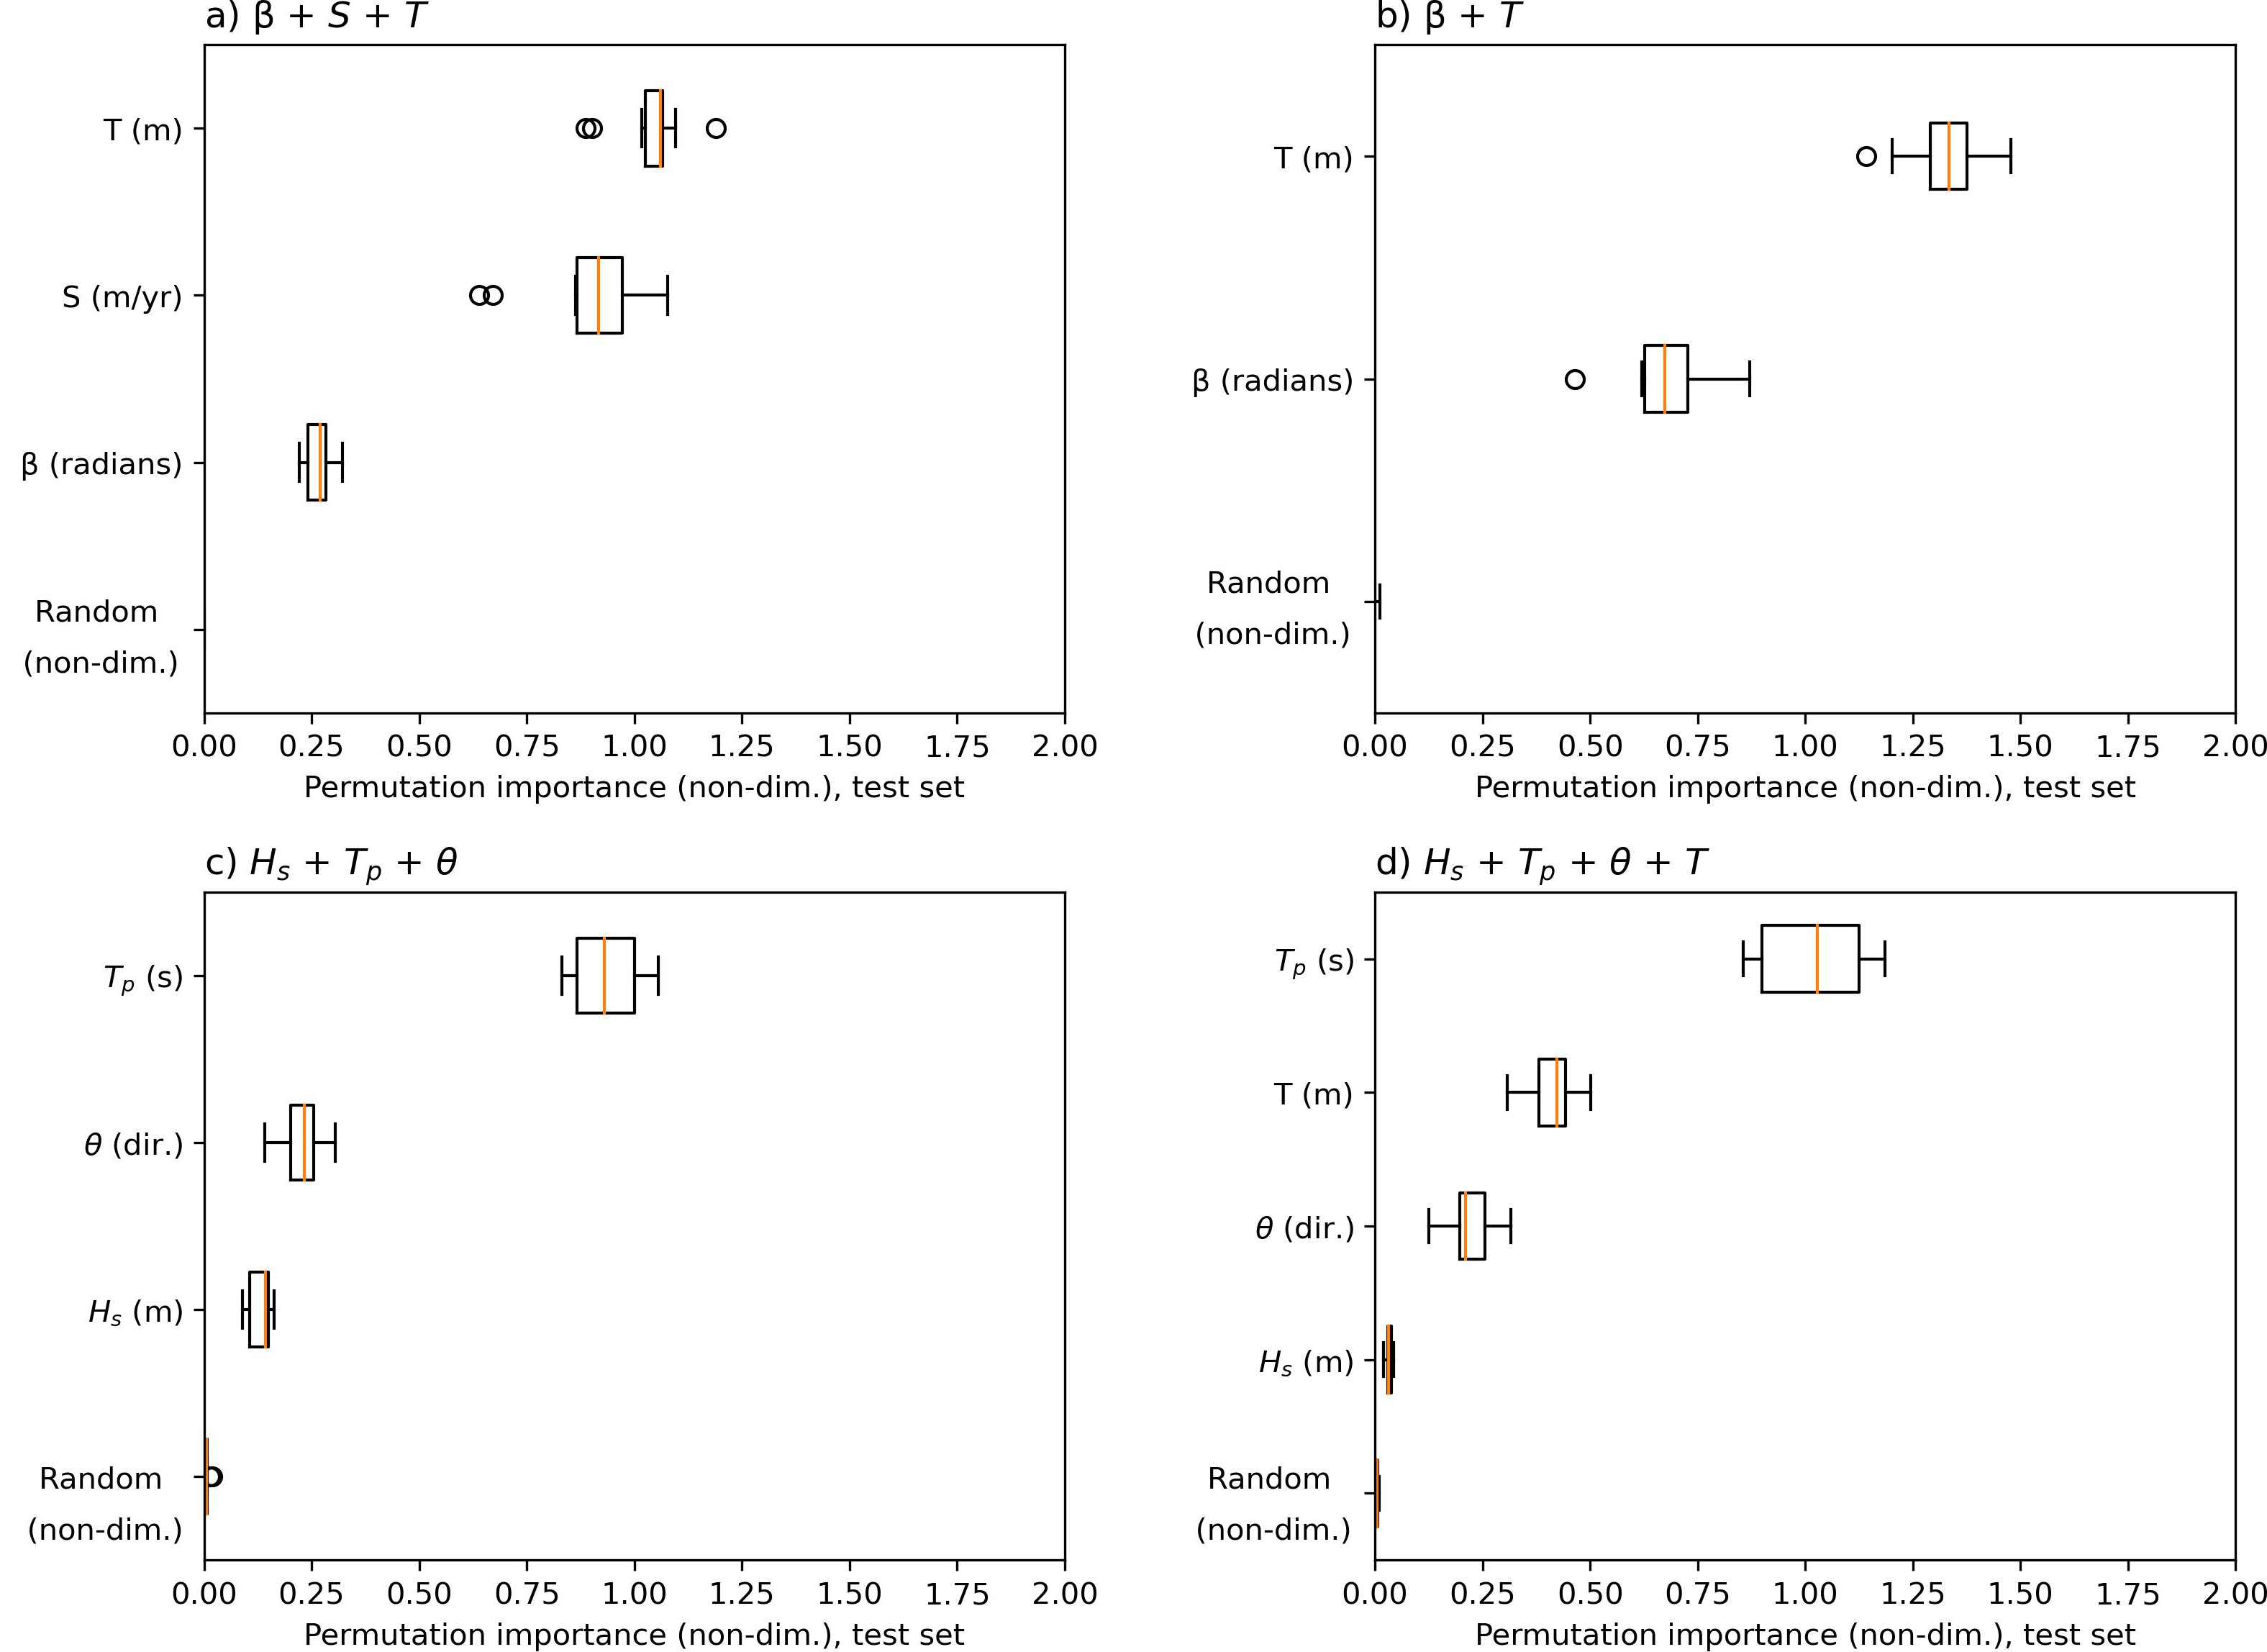 a) β + S + T
T (m)
S (m/yr)
β (radians)
Random
(non-dim.)
0.00 0.25 0.50 0.75 1.00 1.25 1.50 1.75 2.00
Permutation importance (non-dim.), test set
b) β + T
T (m)
β (radians)
Random
(non-dim.)
0.00 0.25 0.50 0.75 1.00 1.25 1.50 1.75 2.00
Permutation importance (non-dim.), test set
c) Hₛ + Tₚ + θ
Tₚ (s)
θ (dir.)
Hₛ (m)
Random
(non-dim.)
0.00 0.25 0.50 0.75 1.00 1.25 1.50 1.75 2.00
Permutation importance (non-dim.), test set
d) Hₛ + Tₚ + θ + T
Tₚ (s)
T (m)
θ (dir.)
Hₛ (m)
Random
(non-dim.)
0.00 0.25 0.50 0.75 1.00 1.25 1.50 1.75 2.00
Permutation importance (non-dim.), test set